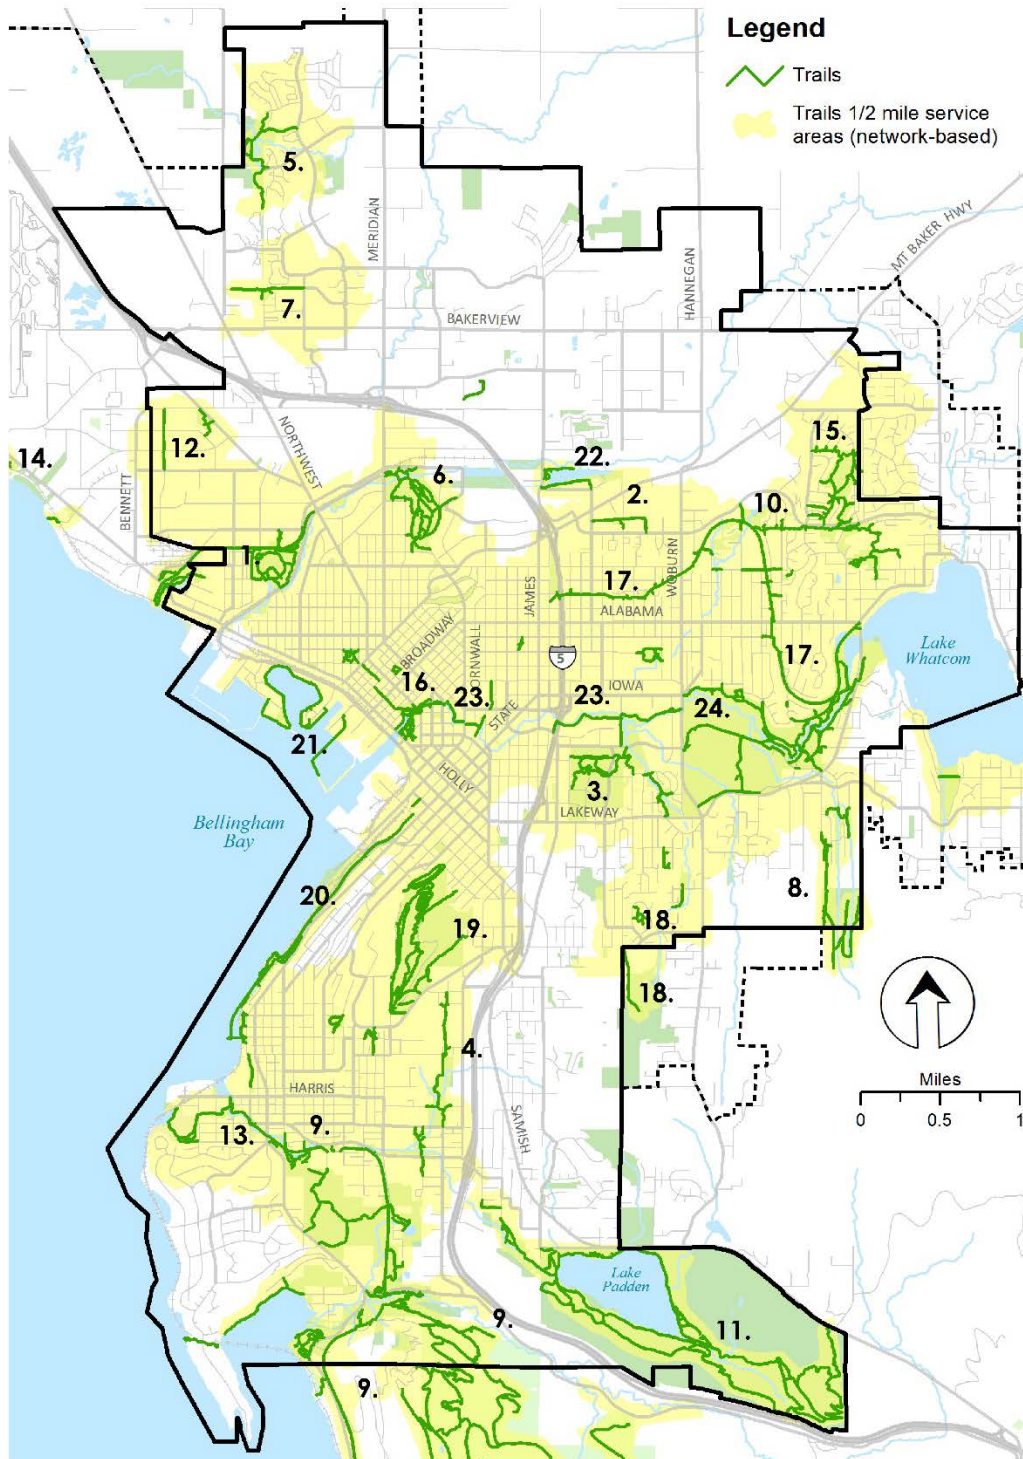 Legend
Trails
Trails 1/2 mile service
areas (network-based)
5.
MERIDIAN
MT BAKER HWY
HANNEGAN
7.
BAKERVIEW
NORTHWEST
12.
15.
14.
BENNETT
6.
22.
2.
10.
1.
WOBURN
JAMES
17.
ALABAMA
BROADWAY
CORNWALL
5
Lake
Whatcom
17.
16.
23.
STATE
23.
IOWA
24.
21.
HOLLY
3.
LAKEWAY
Bellingham
Bay
20.
8.
19.
18.
18.
4.
Miles
0 0.5 1
HARRIS
SAMISH
13.
9.
Lake
Padden
9.
11.
9.